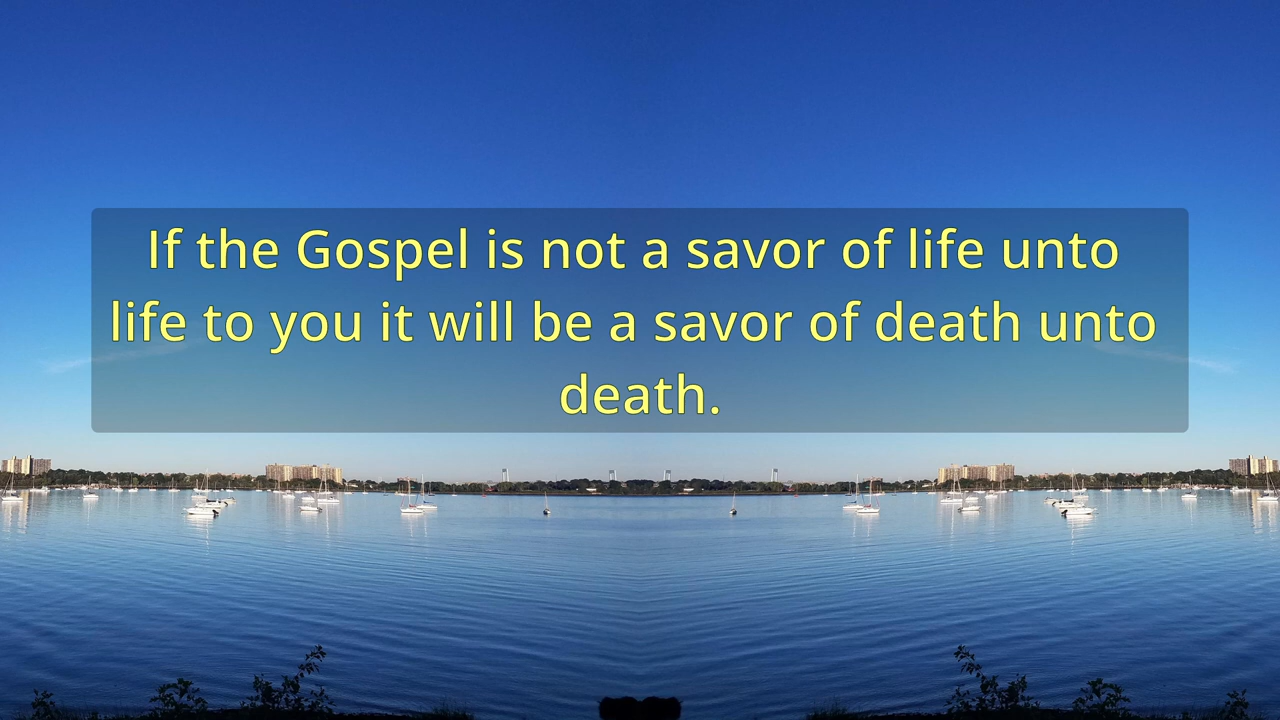 If the Gospel is not a savor of life unto
life to you it will be a savor of death unto
death.